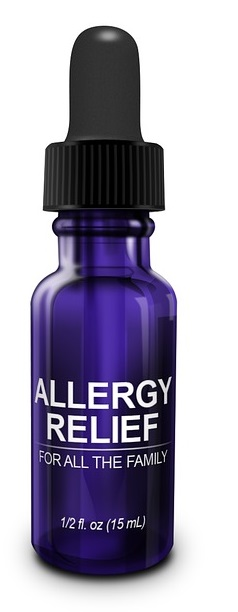 ALLERGY
RELIEF
FOR ALL THE FAMILY
1/2 fl. oz (15 mL)